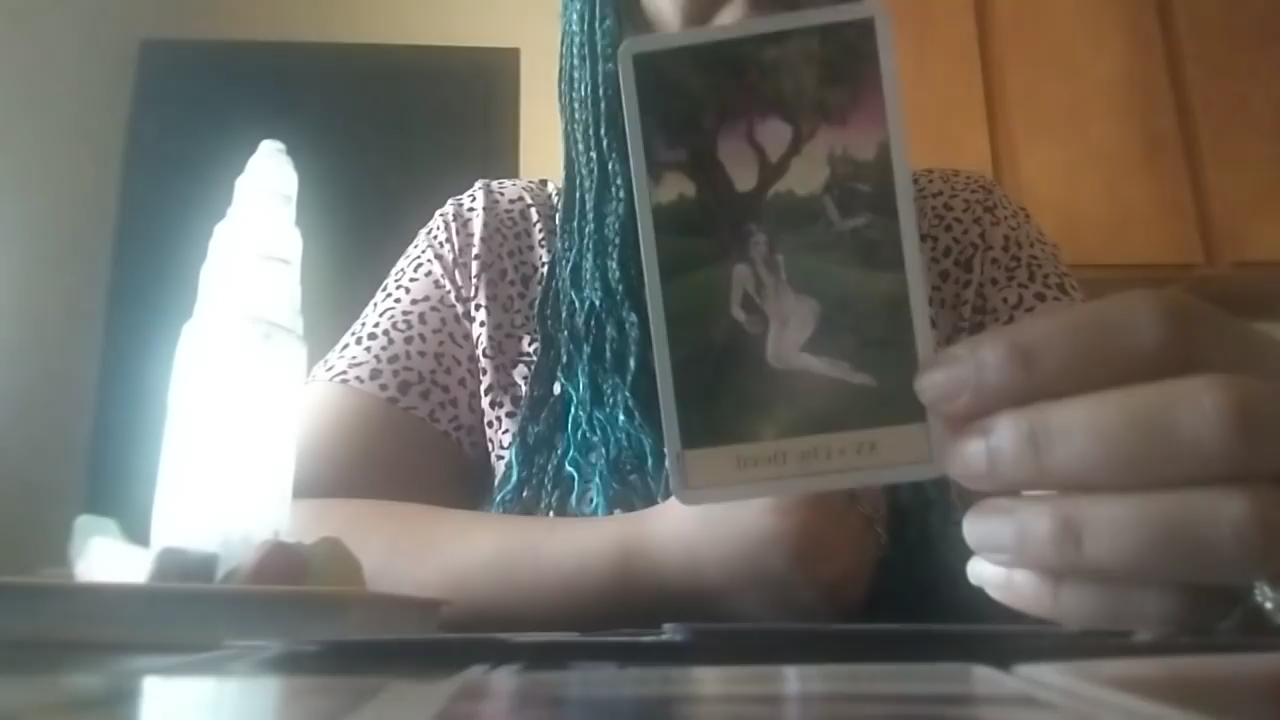 XV • The Devil